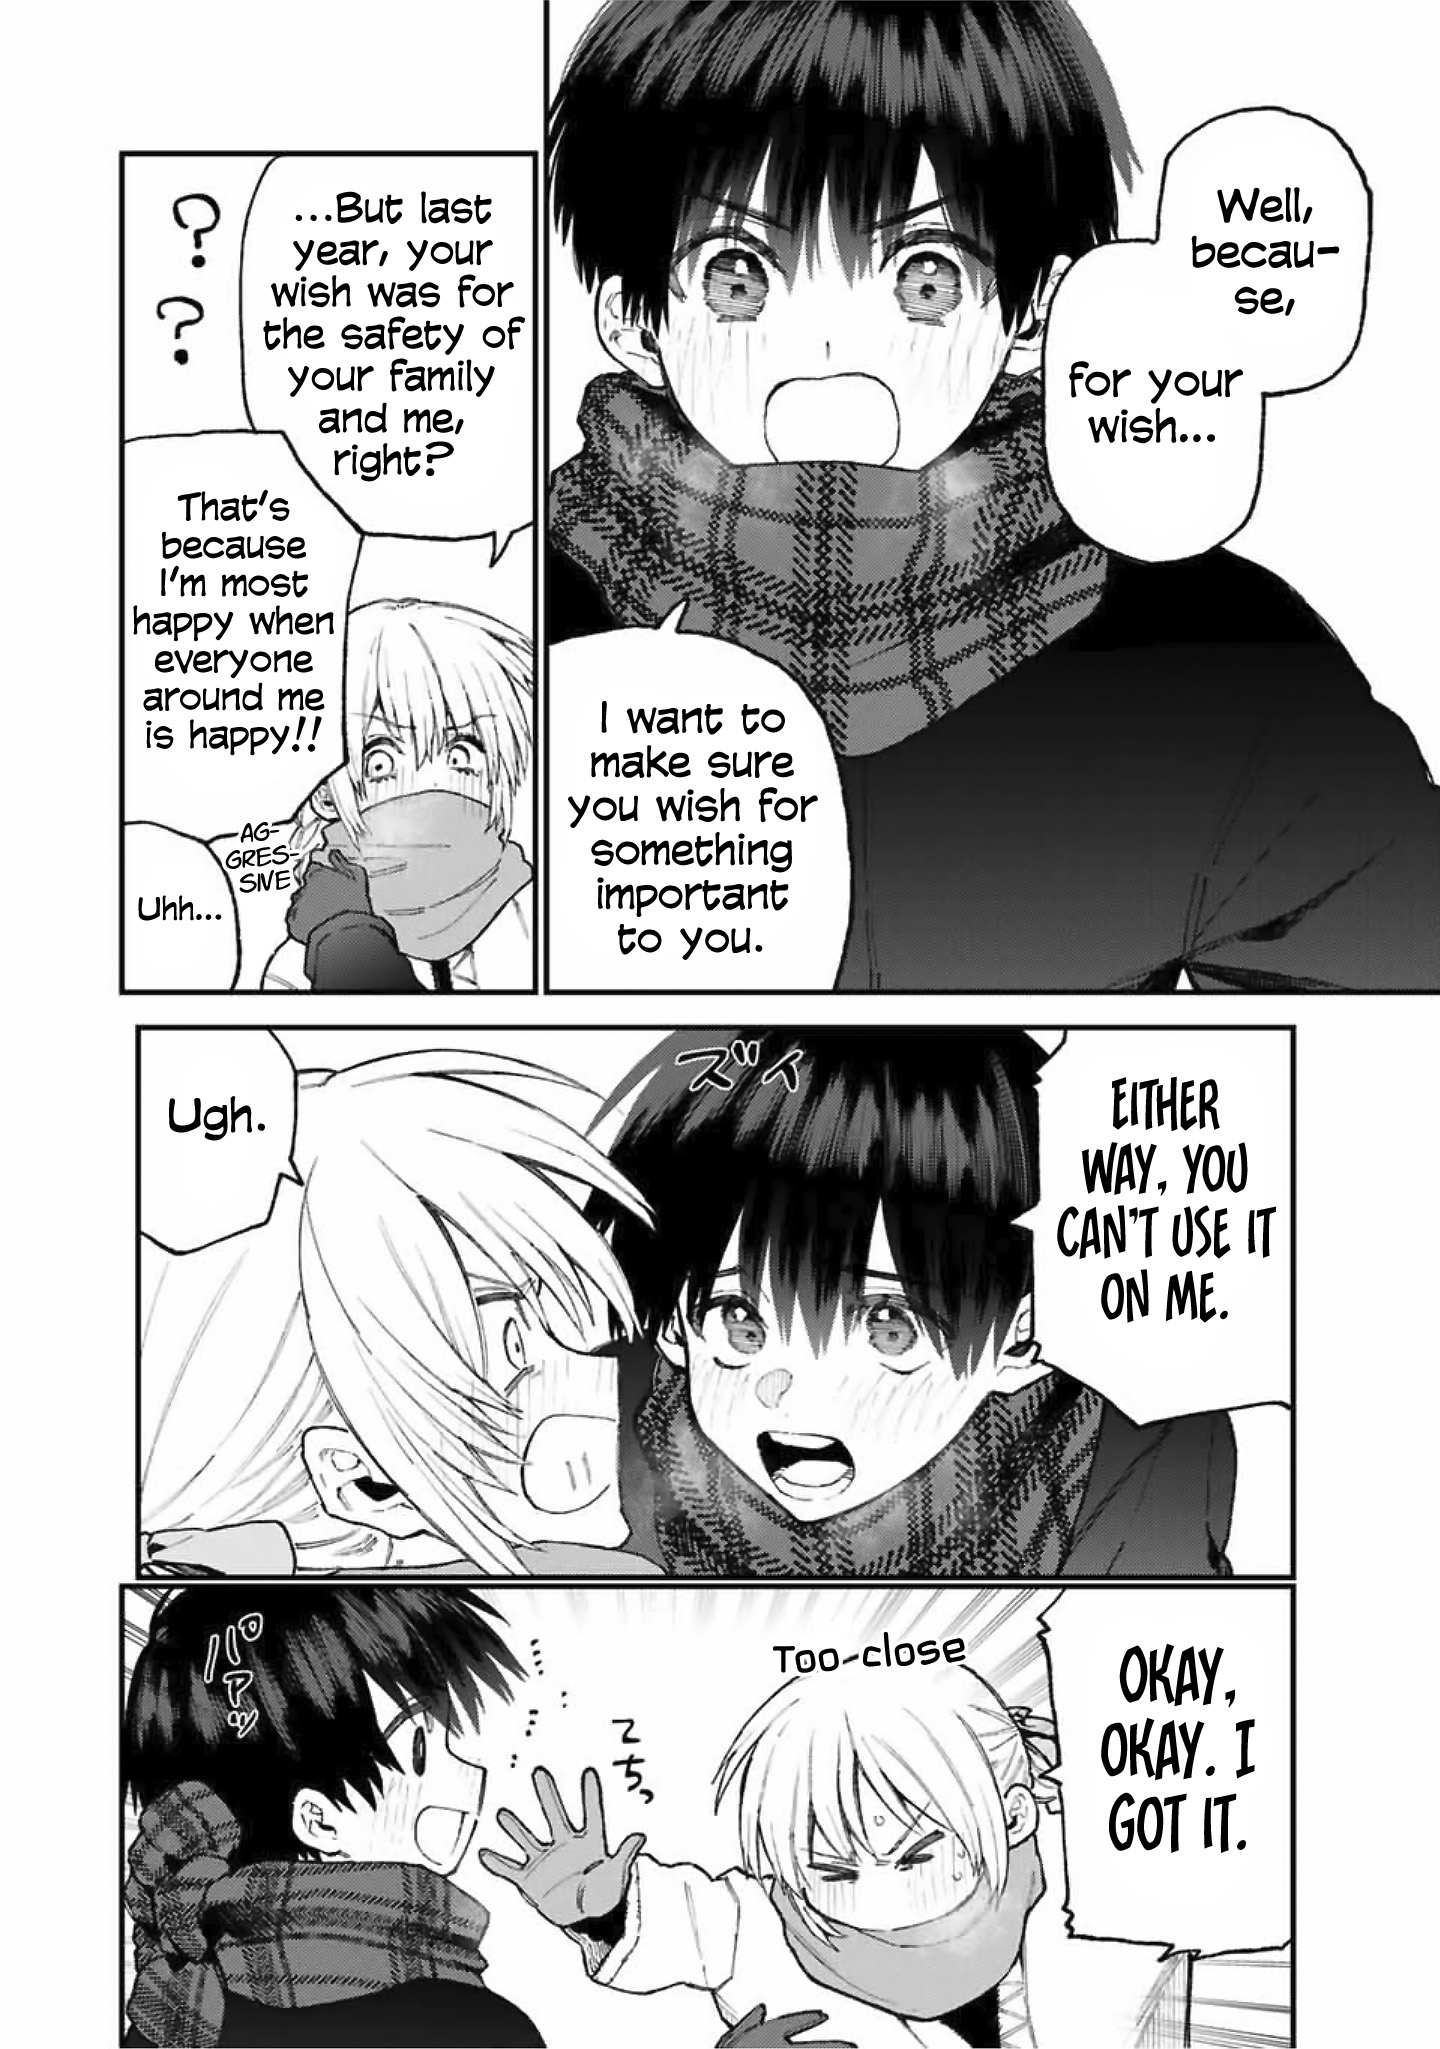 Well,
becau-
se,
for your
wish...
I want to
make sure
you wish for
something
important
to you.
...But last
year, your
wish was for
the safety of
your family
and me,
right?
?
?
That's
because
I'm most
happy when
everyone
around me
is happy!!
AG-
GRES-
SIVE
Uhh...
EITHER
WAY, YOU
CAN'T USE IT
ON ME.
ズイ
Ugh.
OKAY,
OKAY. I
GOT IT.
Too close
てちっ
パアッ